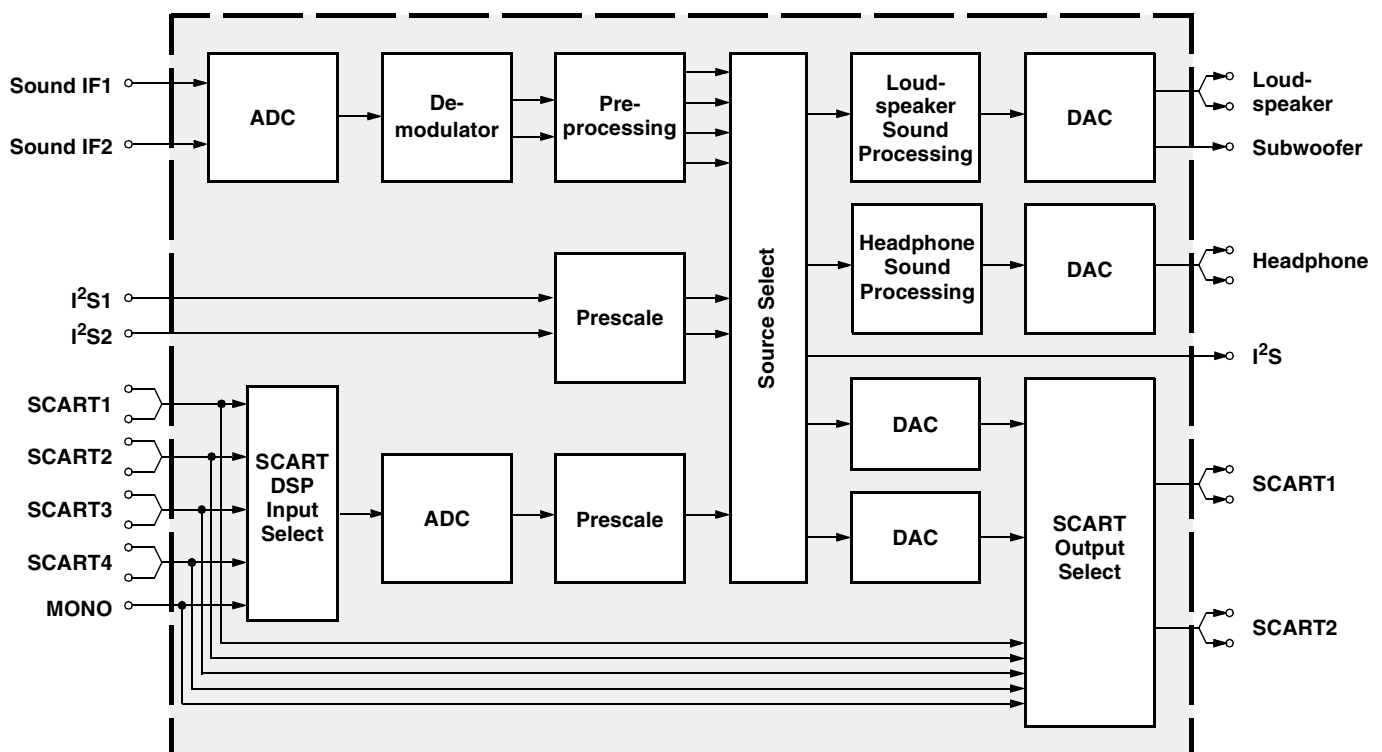 Sound IF1
Sound IF2
ADC
De-
modulator
Pre-
processing
Loud-
speaker
Sound
Processing
DAC
Loud-
speaker
Subwoofer
Headphone
Sound
Processing
DAC
Headphone
I²S1
I²S2
Prescale
Source Select
I²S
SCART1
SCART2
SCART3
SCART4
MONO
SCART
DSP
Input
Select
ADC
Prescale
DAC
DAC
SCART
Output
Select
SCART1
SCART2